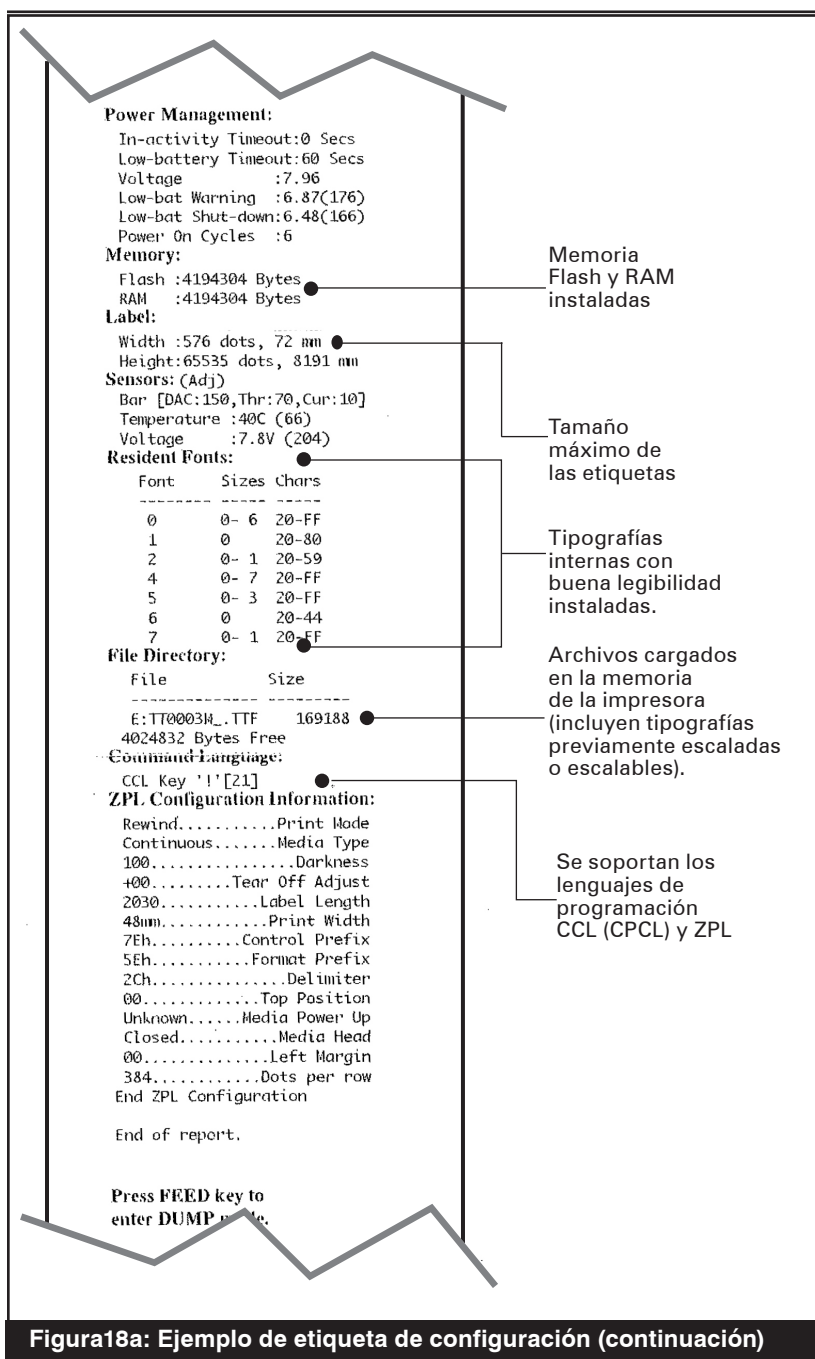 Power Management:
In-activity Timeout:0 Secs
Low-battery Timeout:60 Secs
Voltage :7.96
Low-bat Warning :6.87(176)
Low-bat Shut-down:6.48(166)
Power On Cycles :6
Memory:
Flash :4194304 Bytes
RAM :4194304 Bytes
Label:
Width :576 dots, 72 mm
Height:65535 dots, 8191 mm
Sensors: (Adj)
Bar [DAC:150,Thr:70,Cur:10]
Temperature :40C (66)
Voltage :7.8V (204)
Resident Fonts:
Font Sizes Chars
-------- ----- -----
0 0- 6 20-FF
1 0 20-80
2 0- 1 20-59
4 0- 7 20-FF
5 0- 3 20-FF
6 0 20-44
7 0- 1 20-FF
File Directory:
File Size
-------------- ---------
E:TT0003M_.TTF 169188
4024832 Bytes Free
Command Language:
CCL Key '!'[21]
ZPL Configuration Information:
Rewind...........Print Mode
Continuous.......Media Type
100................Darkness
+00.........Tear Off Adjust
2030...........Label Length
48mm............Print Width
7Eh..........Control Prefix
5Eh...........Format Prefix
2Ch...............Delimiter
00.............Top Position
Unknown......Media Power Up
Closed...........Media Head
00..............Left Margin
384............Dots per row
End ZPL Configuration
End of report.
Press FEED key to
enter DUMP mode.
Memoria
Flash y RAM
instaladas
Tamaño
máximo de
las etiquetas
Tipografías
internas con
buena legibilidad
instaladas.
Archivos cargados
en la memoria
de la impresora
(incluyen tipografías
previamente escaladas
o escalables).
Se soportan los
lenguajes de
programación
CCL (CPCL) y ZPL
Figura18a: Ejemplo de etiqueta de configuración (continuación)